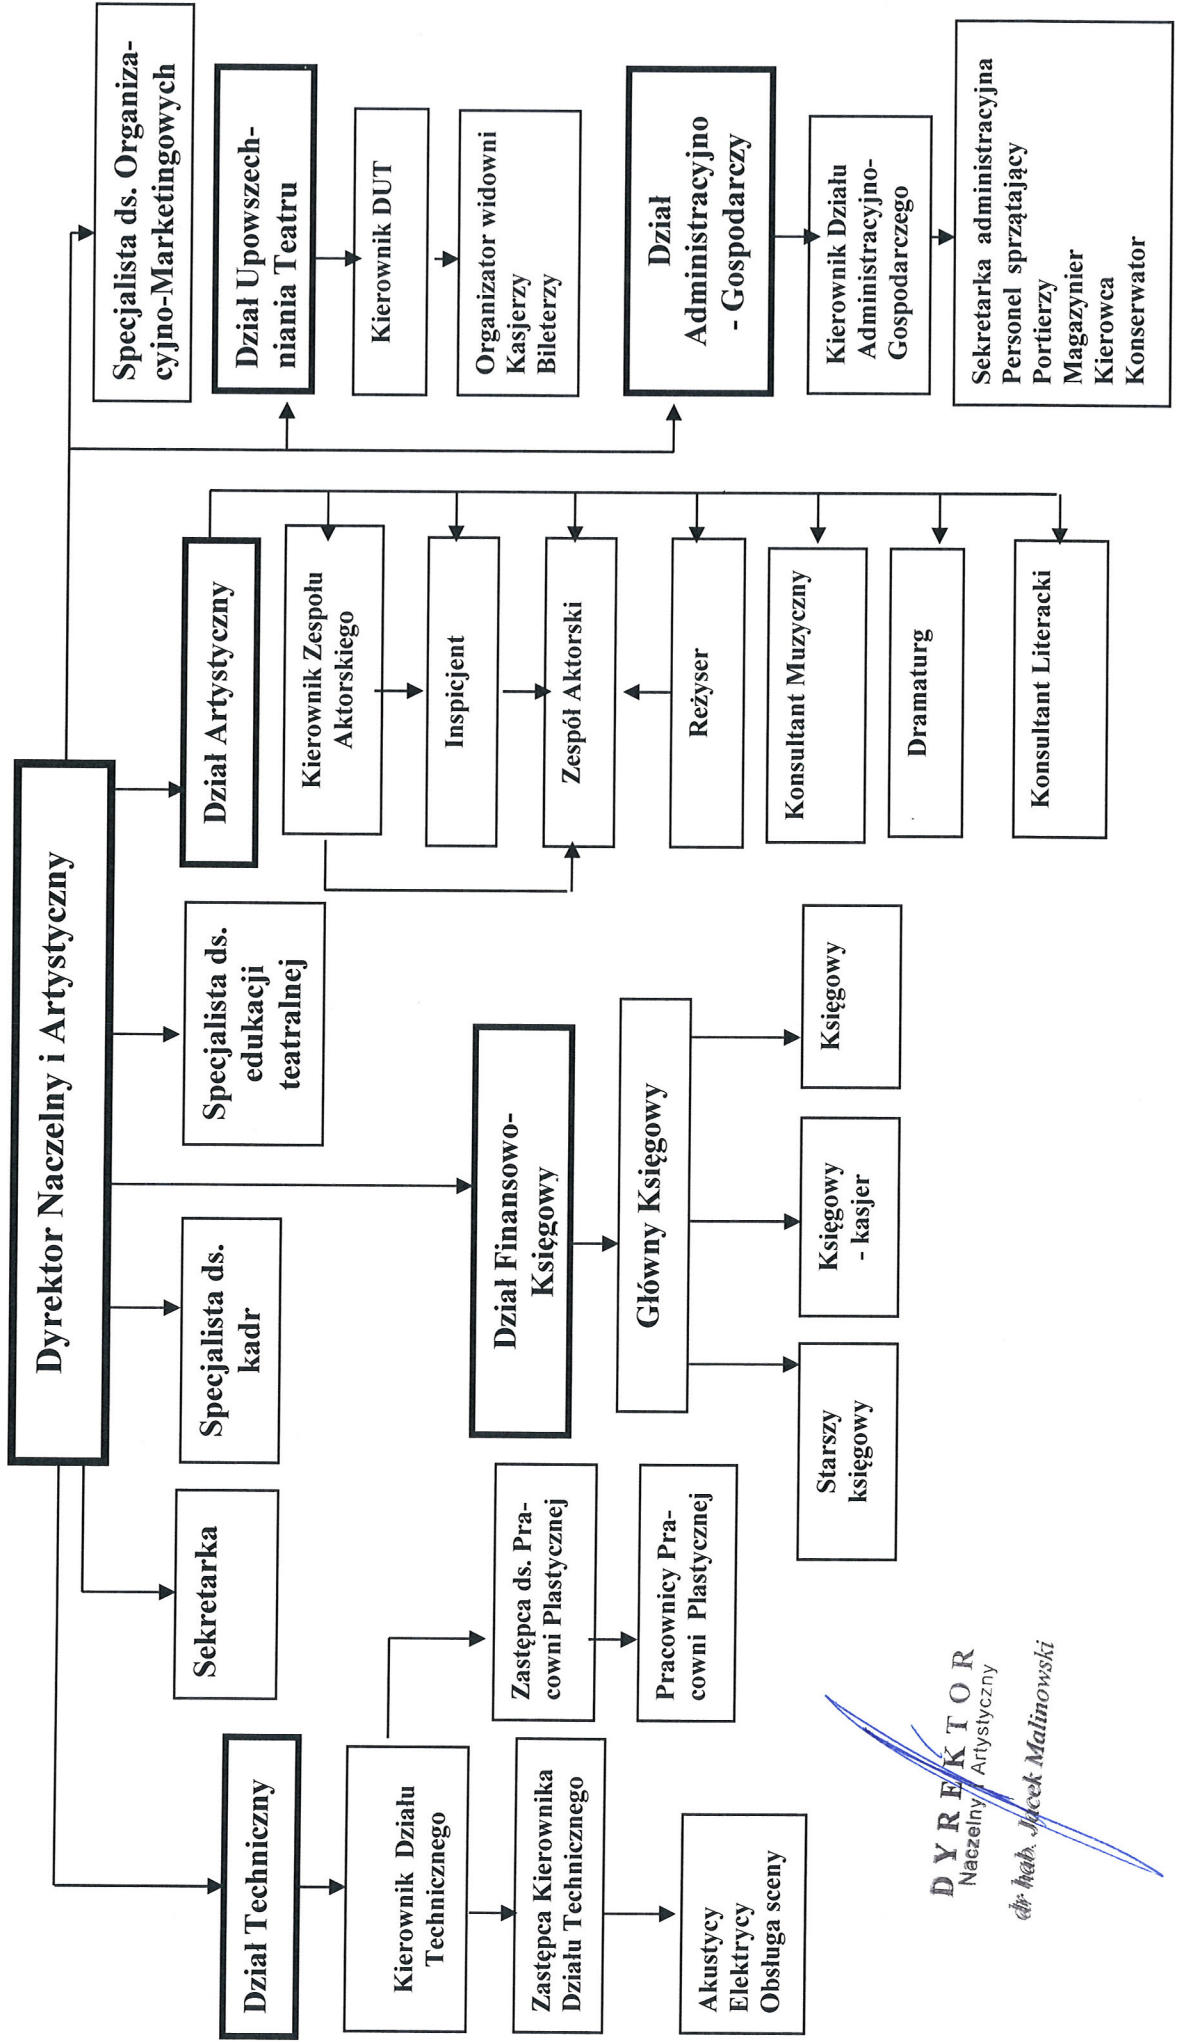 Dyrektor Naczelny i Artystyczny
Dział Techniczny
Kierownik Działu
Technicznego
Zastępca Kierownika
Działu Technicznego
Akustycy
Elektrycy
Obsługa sceny
Sekretarka
Zastępca ds. Pra-
cowni Plastycznej
Pracownicy Pra-
cowni Plastycznej
Specjalista ds.
kadr
Dział Finansowo-
Księgowy
Główny Księgowy
Starszy
księgowy
Księgowy
- kasjer
Księgowy
Specjalista ds.
edukacji
teatralnej
Dział Artystyczny
Kierownik Zespołu
Aktorskiego
Inspicjent
Zespół Aktorski
Reżyser
Konsultant Muzyczny
Dramaturg
Konsultant Literacki
Specjalista ds. Organiza-
cyjno-Marketingowych
Dział Upowszech-
niania Teatru
Kierownik DUT
Organizator widowni
Kasjerzy
Bileterzy
Dział
Administracyjno
- Gospodarczy
Kierownik Działu
Administracyjno-
Gospodarczego
Sekretarka administracyjna
Personel sprzątający
Portierzy
Magazynier
Kierowca
Konserwator
DYREKTOR
Naczelny i Artystyczny
dr hab. Jacek Malinowski